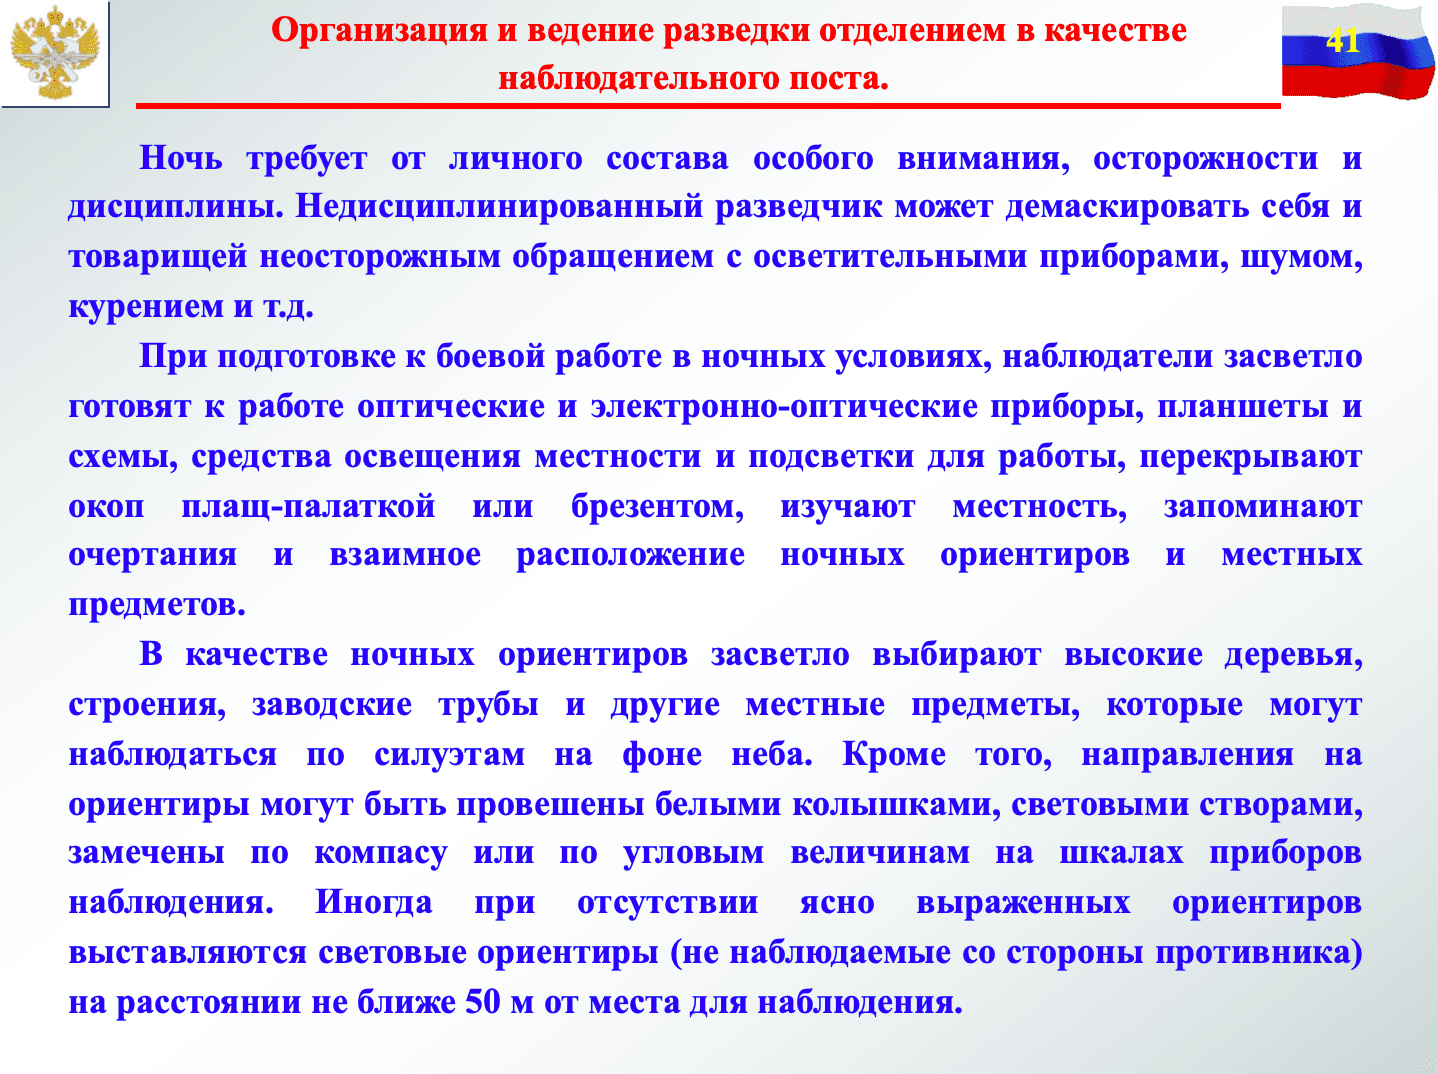 Организация и ведение разведки отделением в качестве
наблюдательного поста.
41
Ночь требует от личного состава особого внимания, осторожности и
дисциплины. Недисциплинированный разведчик может демаскировать себя и
товарищей неосторожным обращением с осветительными приборами, шумом,
курением и т.д.
При подготовке к боевой работе в ночных условиях, наблюдатели засветло
готовят к работе оптические и электронно-оптические приборы, планшеты и
схемы, средства освещения местности и подсветки для работы, перекрывают
окоп плащ-палаткой или брезентом, изучают местность, запоминают
очертания и взаимное расположение ночных ориентиров и местных
предметов.
В качестве ночных ориентиров засветло выбирают высокие деревья,
строения, заводские трубы и другие местные предметы, которые могут
наблюдаться по силуэтам на фоне неба. Кроме того, направления на
ориентиры могут быть провешены белыми колышками, световыми створами,
замечены по компасу или по угловым величинам на шкалах приборов
наблюдения. Иногда при отсутствии ясно выраженных ориентиров
выставляются световые ориентиры (не наблюдаемые со стороны противника)
на расстоянии не ближе 50 м от места для наблюдения.